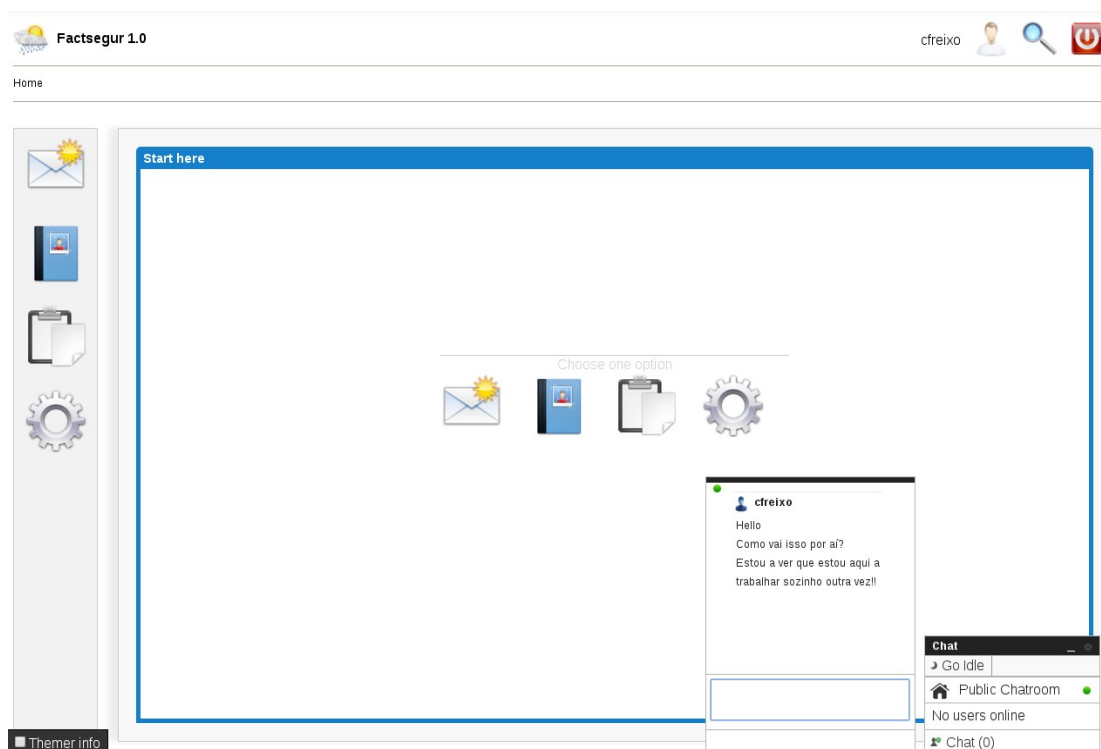 Factsegur 1.0
cfreixo
Home
Start here
Choose one option
cfreixo
Hello
Como vai isso por aí?
Estou a ver que estou aqui a
trabalhar sozinho outra vez!!
Chat
Go Idle
Public Chatroom
No users online
Chat (0)
Themer info